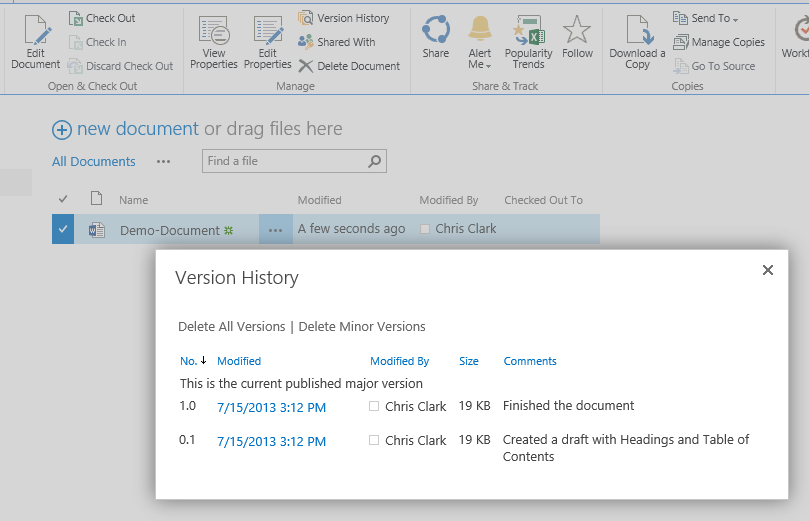 Edit
Document
Check Out
Check In
Discard Check Out
Open & Check Out
View
Properties
Edit
Properties
Version History
Shared With
Delete Document
Manage
Share
Alert
Me
Popularity
Trends
Follow
Share & Track
Download a
Copy
Send To
Manage Copies
Go To Source
Copies
new document or drag files here
All Documents ••• Find a file
Name Modified Modified By Checked Out To
Demo-Document ••• A few seconds ago Chris Clark
Version History
Delete All Versions | Delete Minor Versions
No. Modified Modified By Size Comments
This is the current published major version
1.0 7/15/2013 3:12 PM Chris Clark 19 KB Finished the document
0.1 7/15/2013 3:12 PM Chris Clark 19 KB Created a draft with Headings and Table of
Contents